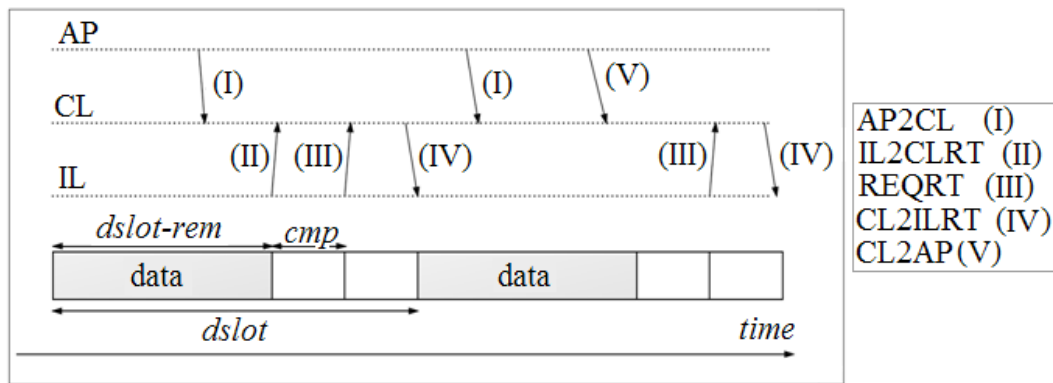 AP
(I) (I) (V)
CL
(II) (III) (IV) (III) (IV)
IL
dslot-rem cmp
data data
dslot time
AP2CL (I)
IL2CLRT (II)
REQRT (III)
CL2ILRT (IV)
CL2AP(V)